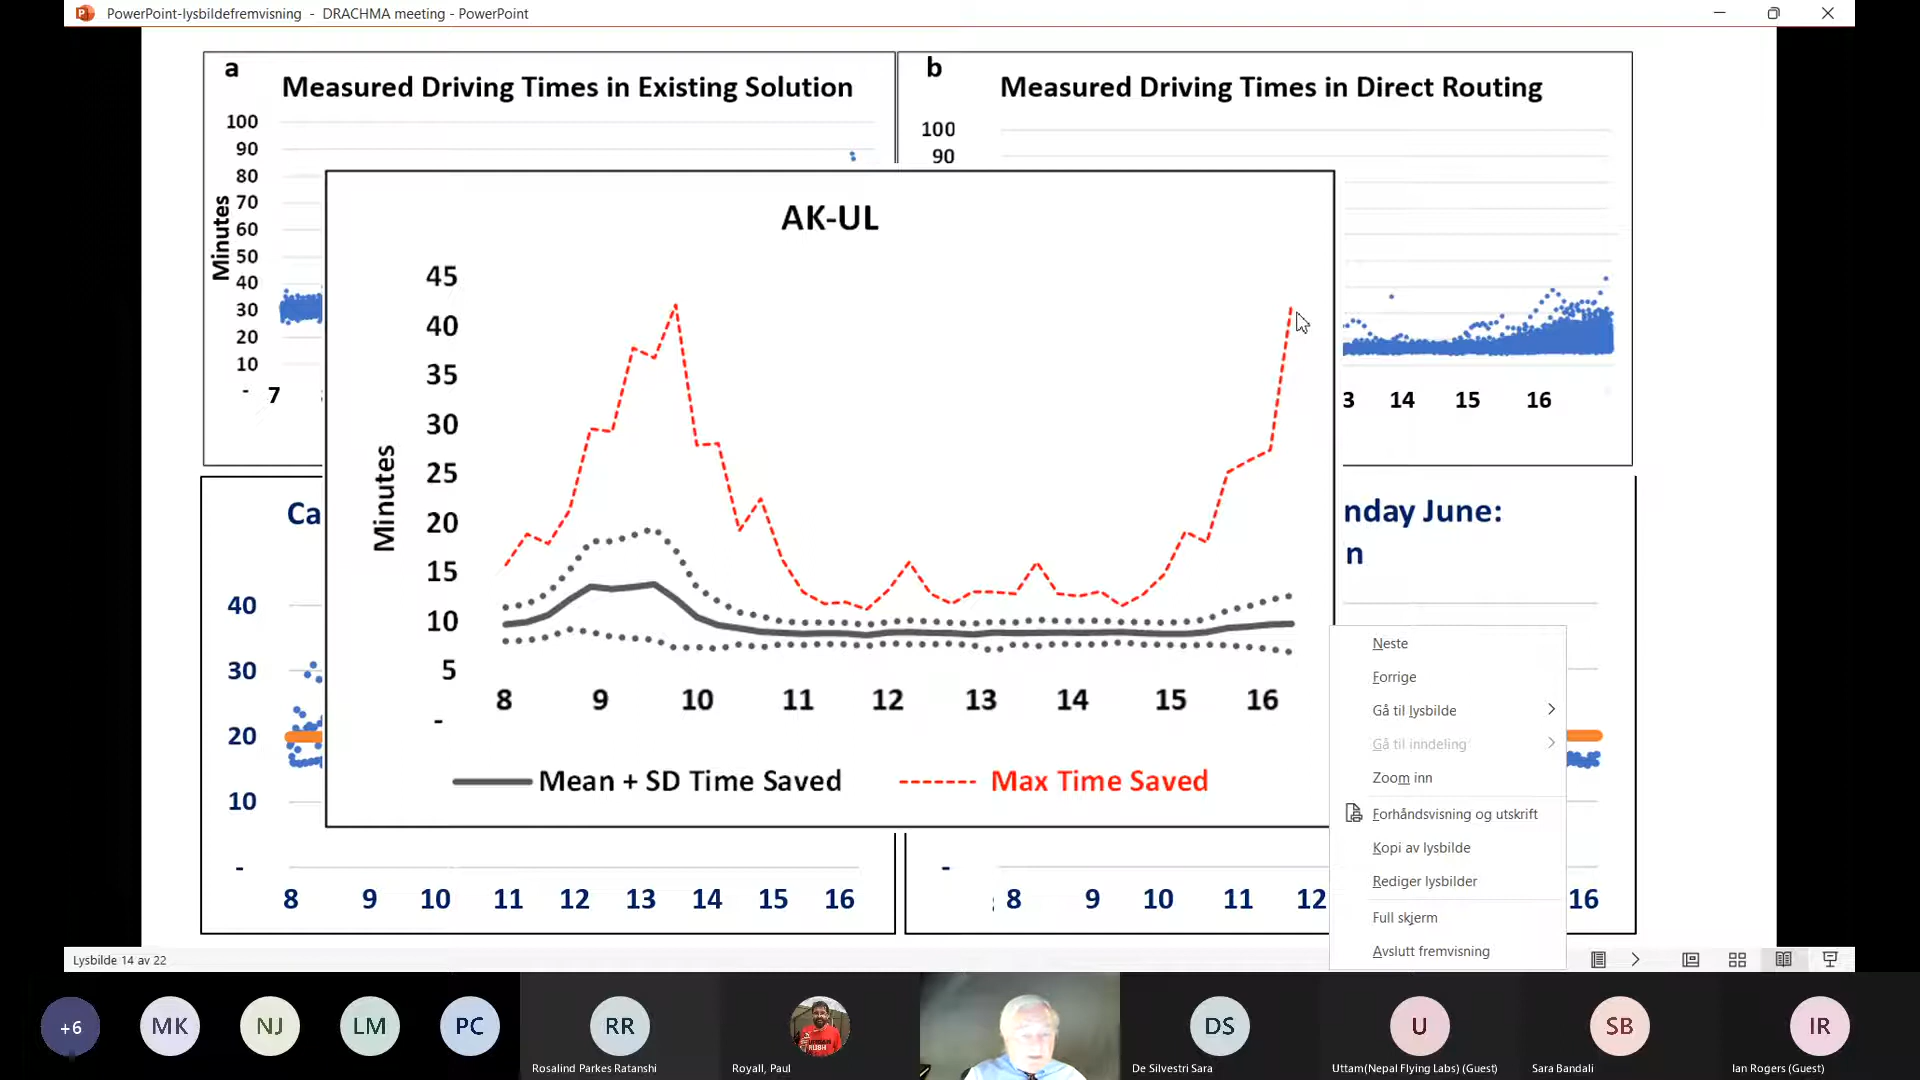 PowerPoint-lysbildefremvisning - DRACHMA meeting - PowerPoint
a
Measured Driving Times in Existing Solution
100
90
80
70
60
50
40
30
20
10
-
Minutes
7
b
Measured Driving Times in Direct Routing
100
90
3 14 15 16
AK-UL
45
40
35
30
25
20
15
10
5
-
Minutes
8 9 10 11 12 13 14 15 16
Mean + SD Time Saved
Max Time Saved
Ca
40
30
20
10
-
8 9 10 11 12 13 14 15 16
nday June:
n
-
8 9 10 11 12 16
Neste
Forrige
Gå til lysbilde
Gå til inndeling
Zoom inn
Forhåndsvisning og utskrift
Kopi av lysbilde
Rediger lysbilder
Full skjerm
Avslutt fremvisning
Lysbilde 14 av 22
+6
MK
NJ
LM
PC
RR
Rosalind Parkes Ratanshi
Royall, Paul
DS
De Silvestri Sara
U
Uttam(Nepal Flying Labs) (Guest)
SB
Sara Bandali
IR
Ian Rogers (Guest)